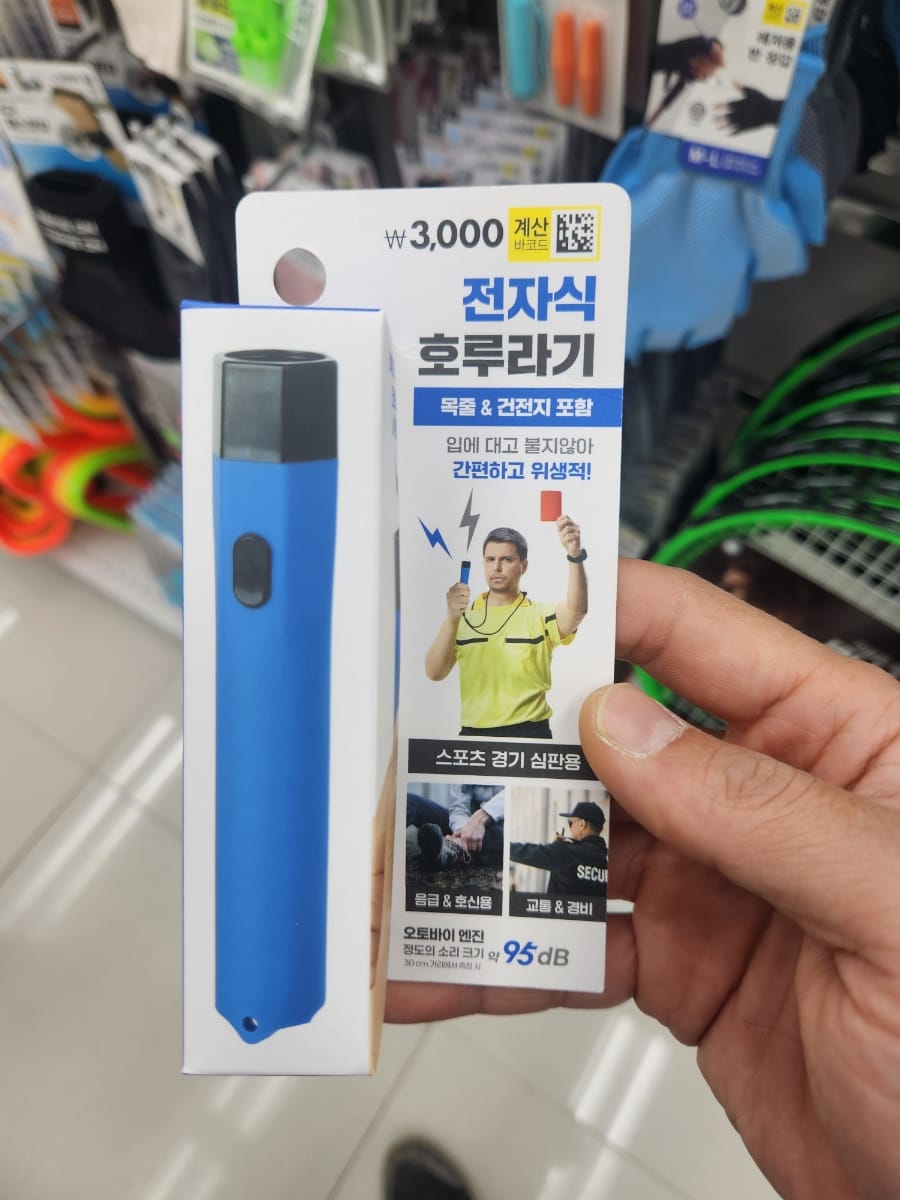 ₩3,000
계산
바코드
전자식
호루라기
목줄 & 건전지 포함
입에 대고 불지않아
간편하고 위생적!
스포츠 경기 심판용
SECU
응급 & 호신용
교통 & 경비
오토바이 엔진
정도의 소리 크기 약 95dB
30cm 거리에서 측정 시
M-L